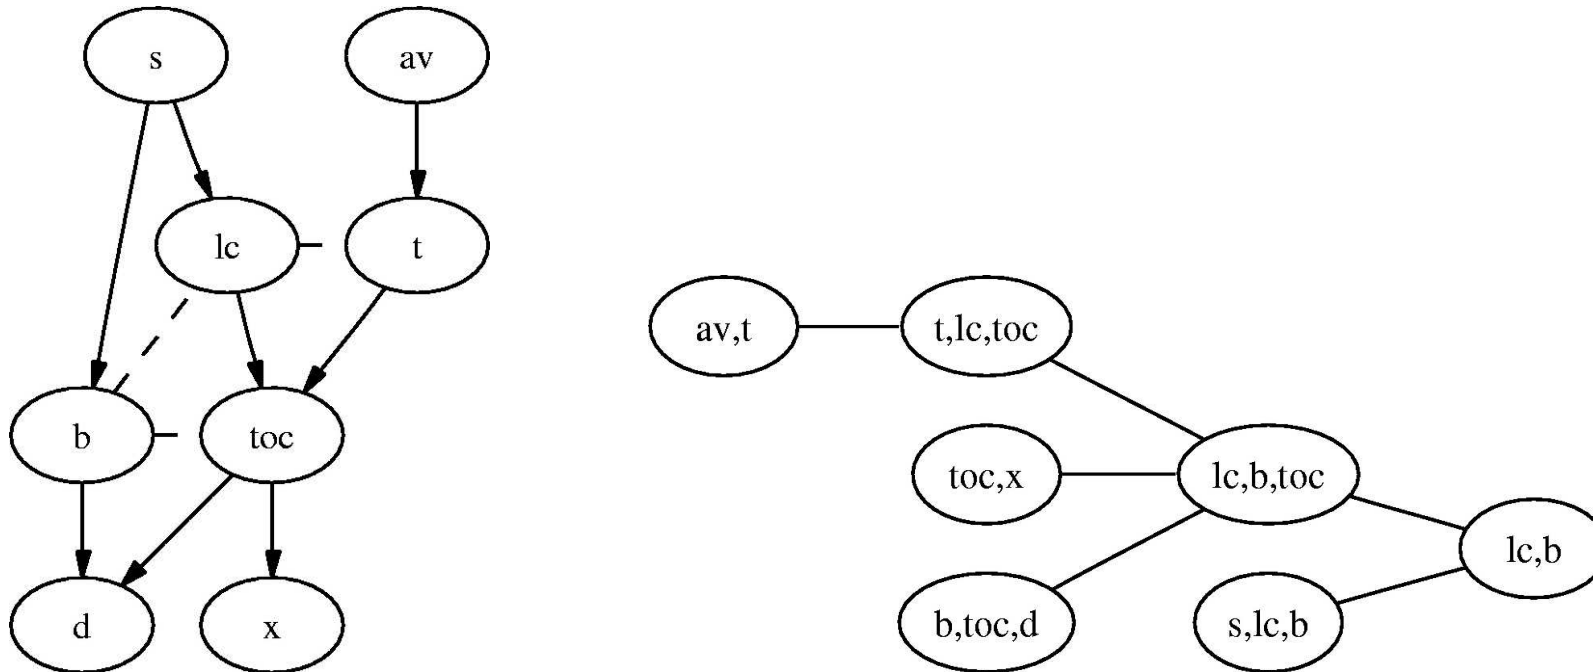 s
av
lc
t
b
toc
d
x
av,t
t,lc,toc
toc,x
lc,b,toc
lc,b
b,toc,d
s,lc,b